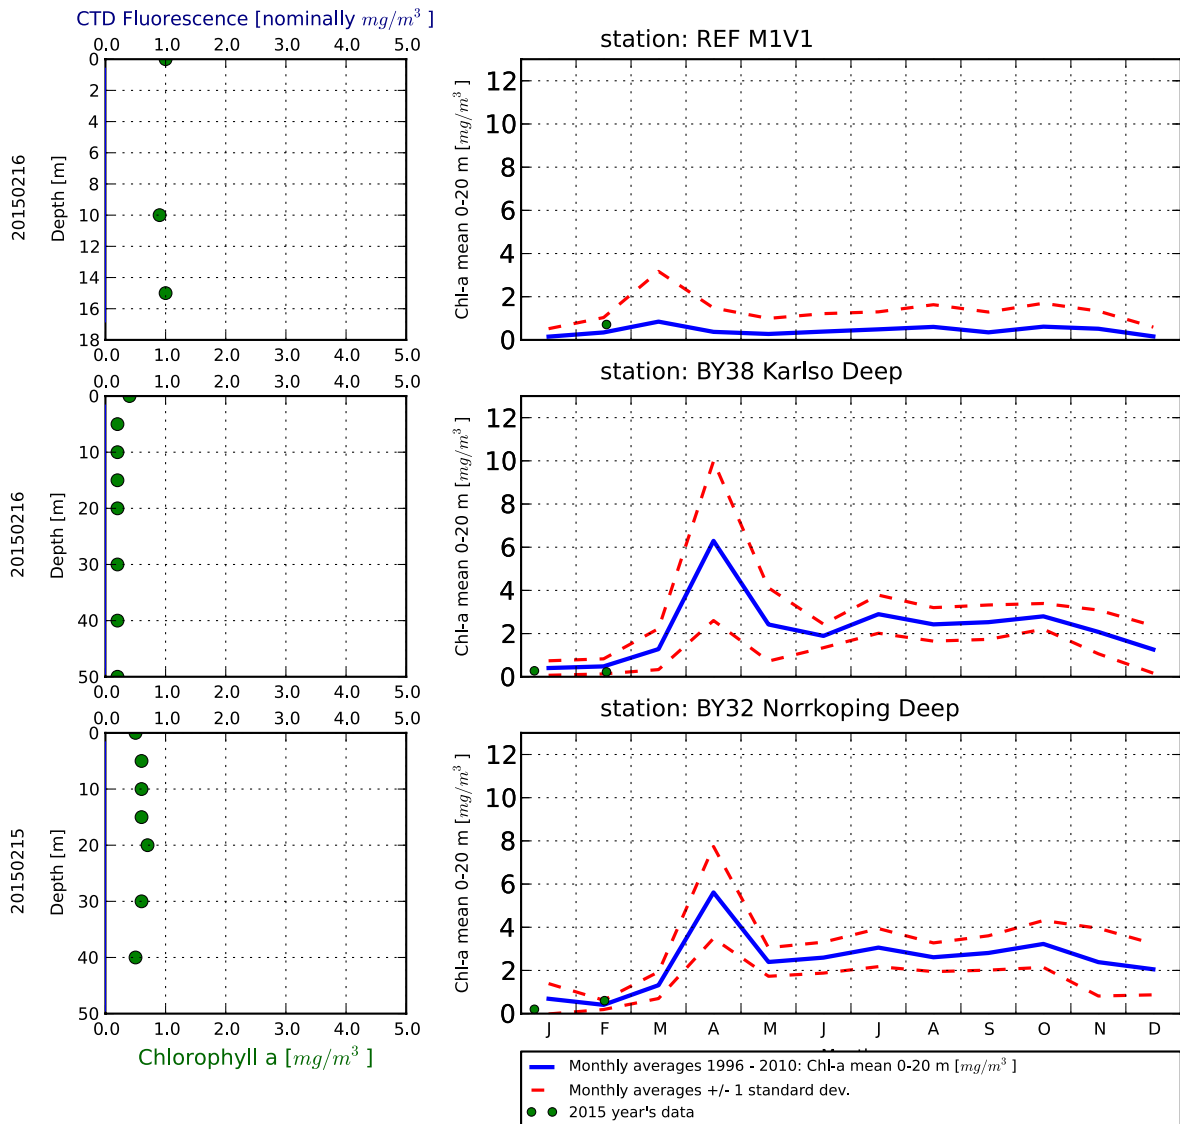 CTD Fluorescence [nominally mg/m³ ]
0.0 1.0 2.0 3.0 4.0 5.0
20150216
Depth [m]
0
2
4
6
8
10
12
14
16
18
0.0 1.0 2.0 3.0 4.0 5.0
station: REF M1V1
Chl-a mean 0-20 m [mg/m³ ]
12
10
8
6
4
2
0
0.0 1.0 2.0 3.0 4.0 5.0
20150216
Depth [m]
0
10
20
30
40
50
0.0 1.0 2.0 3.0 4.0 5.0
station: BY38 Karlso Deep
Chl-a mean 0-20 m [mg/m³ ]
12
10
8
6
4
2
0
0.0 1.0 2.0 3.0 4.0 5.0
20150215
Depth [m]
0
10
20
30
40
50
0.0 1.0 2.0 3.0 4.0 5.0
Chlorophyll a [mg/m³ ]
station: BY32 Norrkoping Deep
Chl-a mean 0-20 m [mg/m³ ]
12
10
8
6
4
2
0
J F M A M J J A S O N D
Monthly averages 1996 - 2010: Chl-a mean 0-20 m [mg/m³ ]
Monthly averages +/- 1 standard dev.
2015 year's data